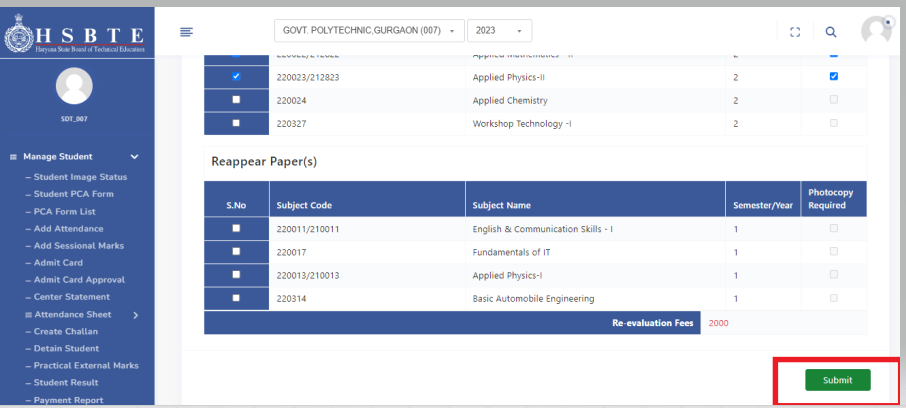 H S B T E
Haryana State Board of Technical Education
GOVT. POLYTECHNIC,GURGAON (007)
2023
SDT_007
Manage Student
– Student Image Status
– Student PCA Form
– PCA Form List
– Add Attendance
– Add Sessional Marks
– Admit Card
– Admit Card Approval
– Center Statement
Attendance Sheet
– Create Challan
– Detain Student
– Practical External Marks
– Student Result
– Payment Report
220023/212823 Applied Physics-II 2
220024 Applied Chemistry 2
220327 Workshop Technology -I 2
Reappear Paper(s)
S.No Subject Code Subject Name Semester/Year Photocopy Required
220011/210011 English & Communication Skills - I 1
220017 Fundamentals of IT 1
220013/210013 Applied Physics-I 1
220314 Basic Automobile Engineering 1
Re-evaluation Fees 2000
Submit